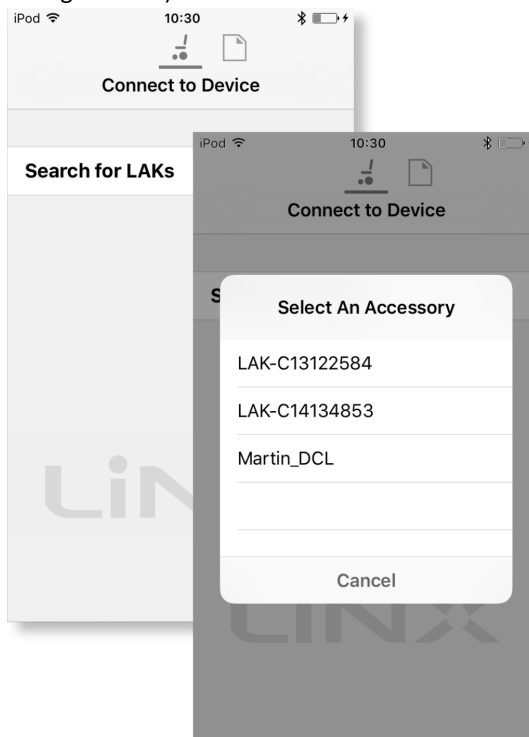 iPod 10:30
Connect to Device
Search for LAKs
LiN
iPod 10:30
Connect to Device
S
Select An Accessory
LAK-C13122584
LAK-C14134853
Martin_DCL
Cancel
LiNX